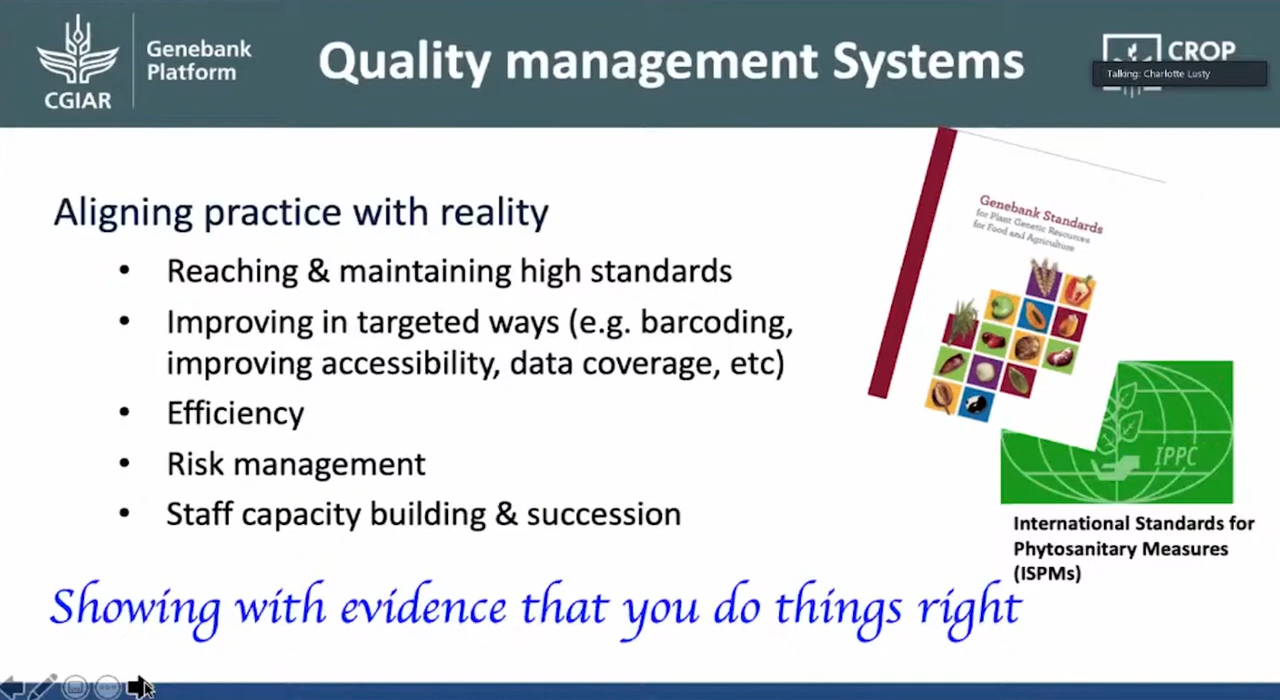 CGIAR
Genebank
Platform
Quality management Systems
CROP
Talking: Charlotte Lusty
Aligning practice with reality
• Reaching & maintaining high standards
• Improving in targeted ways (e.g. barcoding,
improving accessibility, data coverage, etc)
• Efficiency
• Risk management
• Staff capacity building & succession
Genebank Standards
for Plant Genetic Resources
for Food and Agriculture
IPPC
International Standards for
Phytosanitary Measures
(ISPMs)
Showing with evidence that you do things right